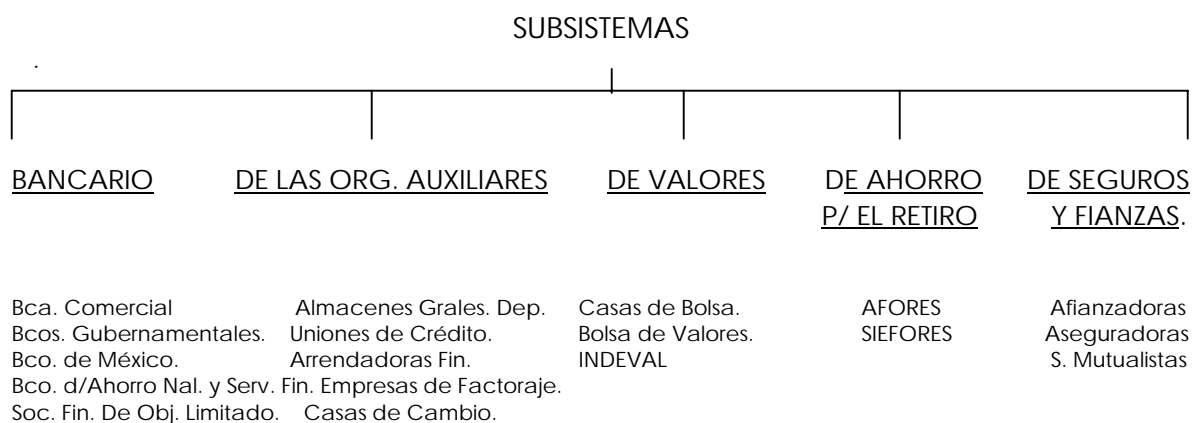 SUBSISTEMAS
BANCARIO DE LAS ORG. AUXILIARES DE VALORES DE AHORRO DE SEGUROS
P/ EL RETIRO Y FIANZAS.
Bca. Comercial Almacenes Grales. Dep. Casas de Bolsa. AFORES Afianzadoras
Bcos. Gubernamentales. Uniones de Crédito. Bolsa de Valores. SIEFORES Aseguradoras
Bco. de México. Arrendadoras Fin. INDEVAL S. Mutualistas
Bco. d/Ahorro Nal. y Serv. Fin. Empresas de Factoraje.
Soc. Fin. De Obj. Limitado. Casas de Cambio.